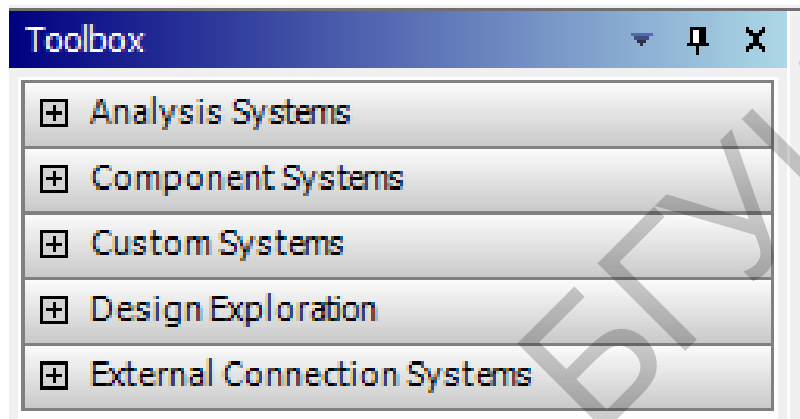 Toolbox
Analysis Systems
Component Systems
Custom Systems
Design Exploration
External Connection Systems